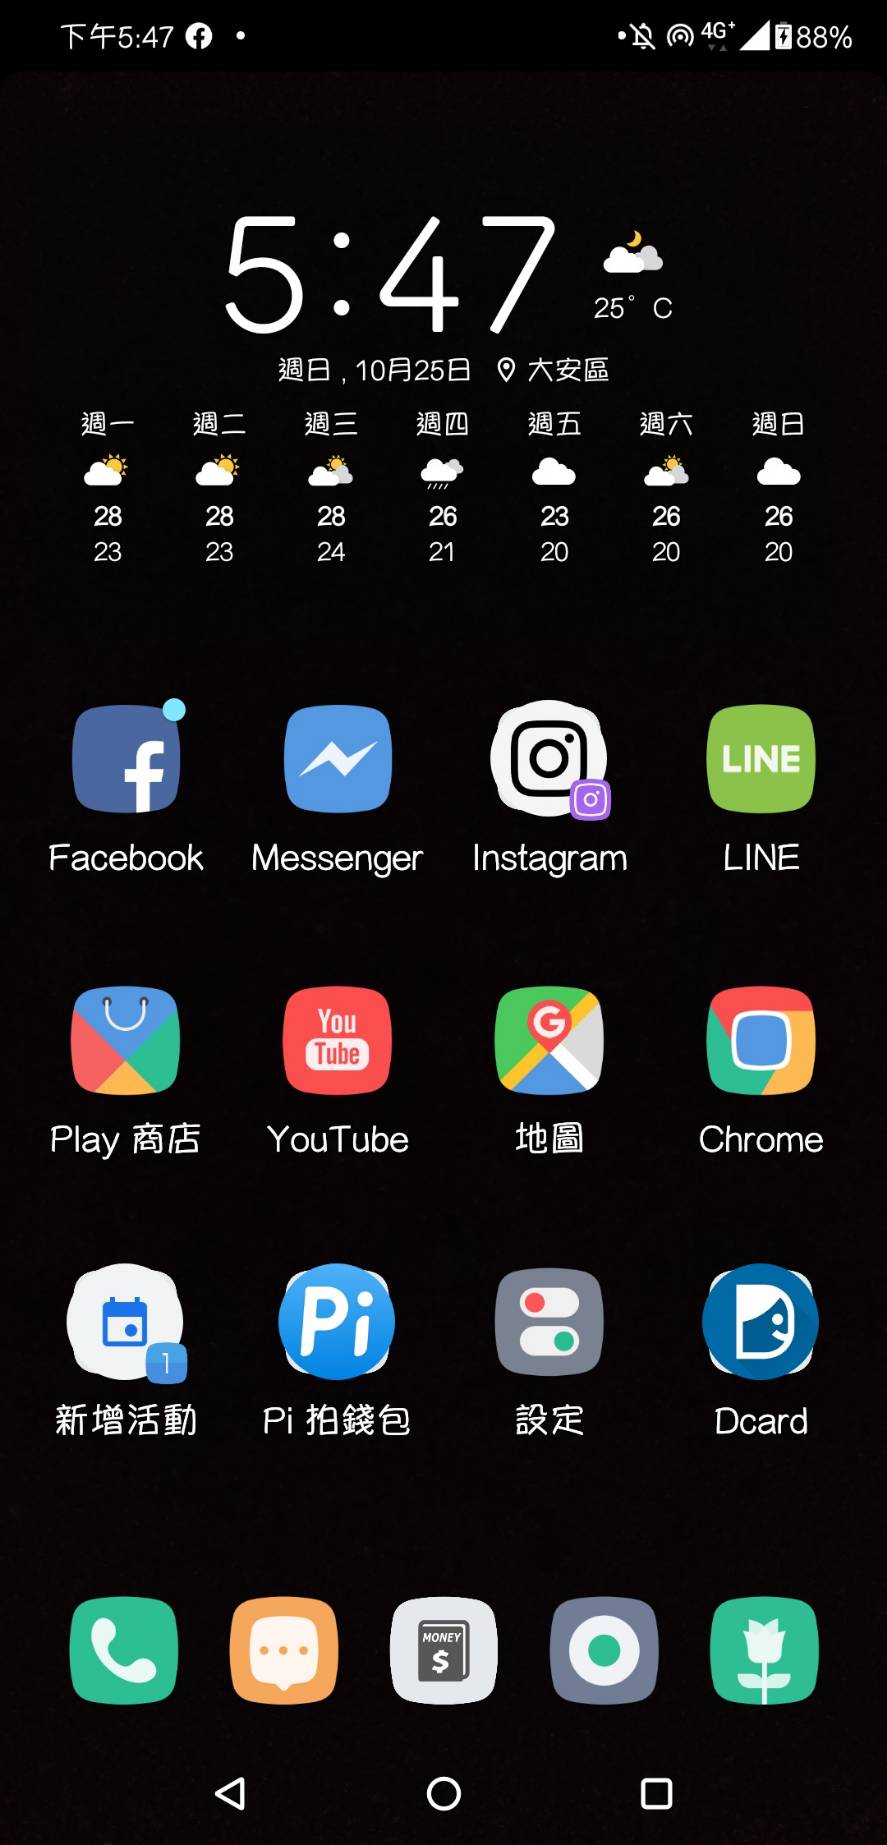 下午5:47
4G+ 88%
5:47
25°C
週日 , 10月25日 大安區
週一 週二 週三 週四 週五 週六 週日
28 28 28 26 23 26 26
23 23 24 21 20 20 20
LINE
Facebook Messenger Instagram LINE
You
Tube
G
Play 商店 YouTube 地圖 Chrome
Pi
1
新增活動 Pi 拍錢包 設定 Dcard
MONEY
$